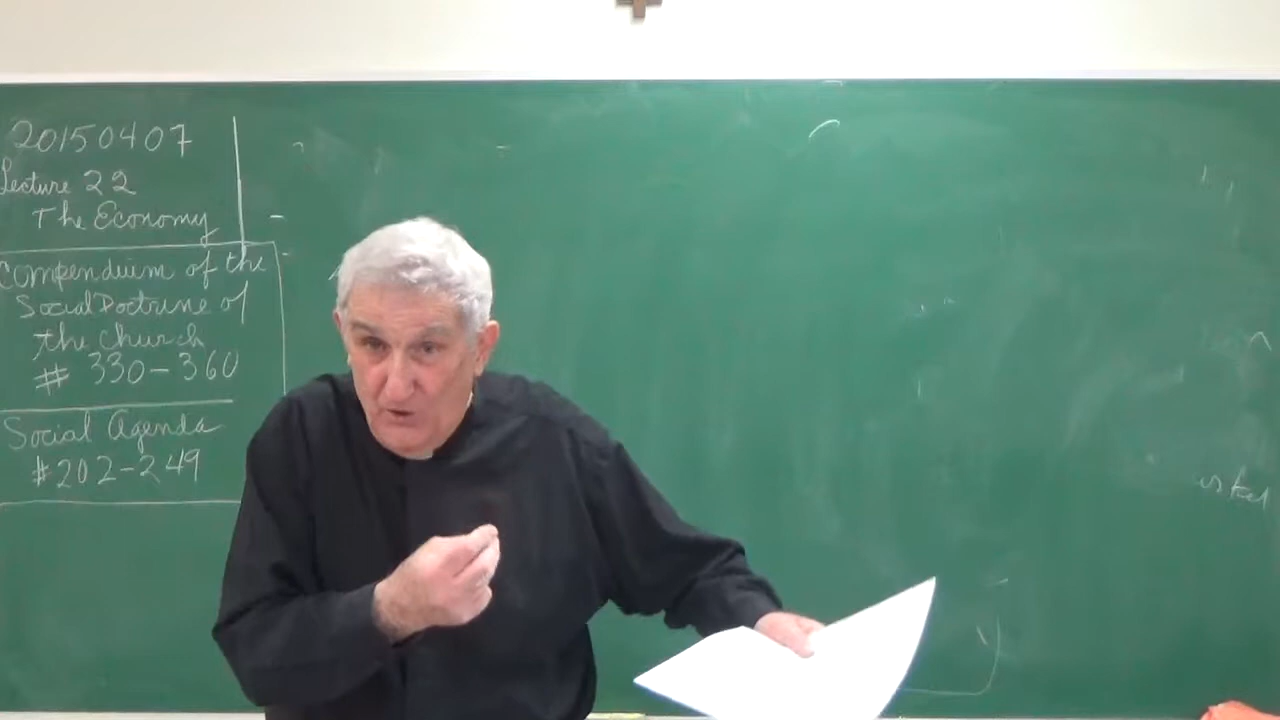 20150407
Lecture 22
The Economy
Compendium of the
Social Doctrine of
the Church
# 330-360
Social Agenda
#202-249